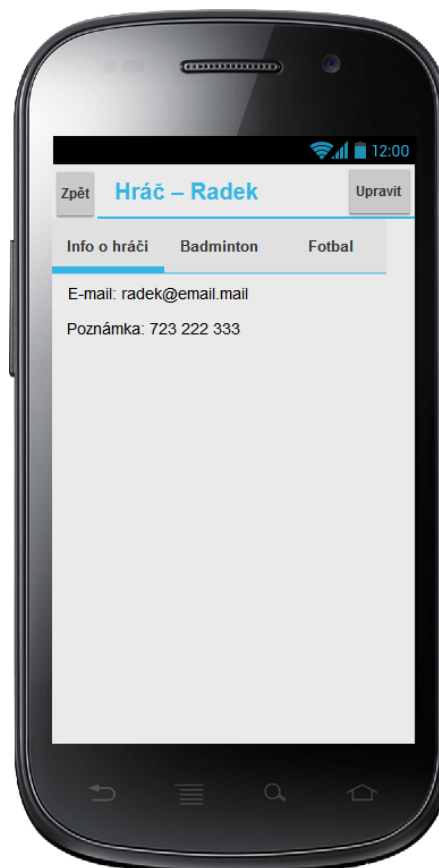 12:00
Zpět Hráč – Radek Upravit
Info o hráči Badminton Fotbal
E-mail: radek@email.mail
Poznámka: 723 222 333